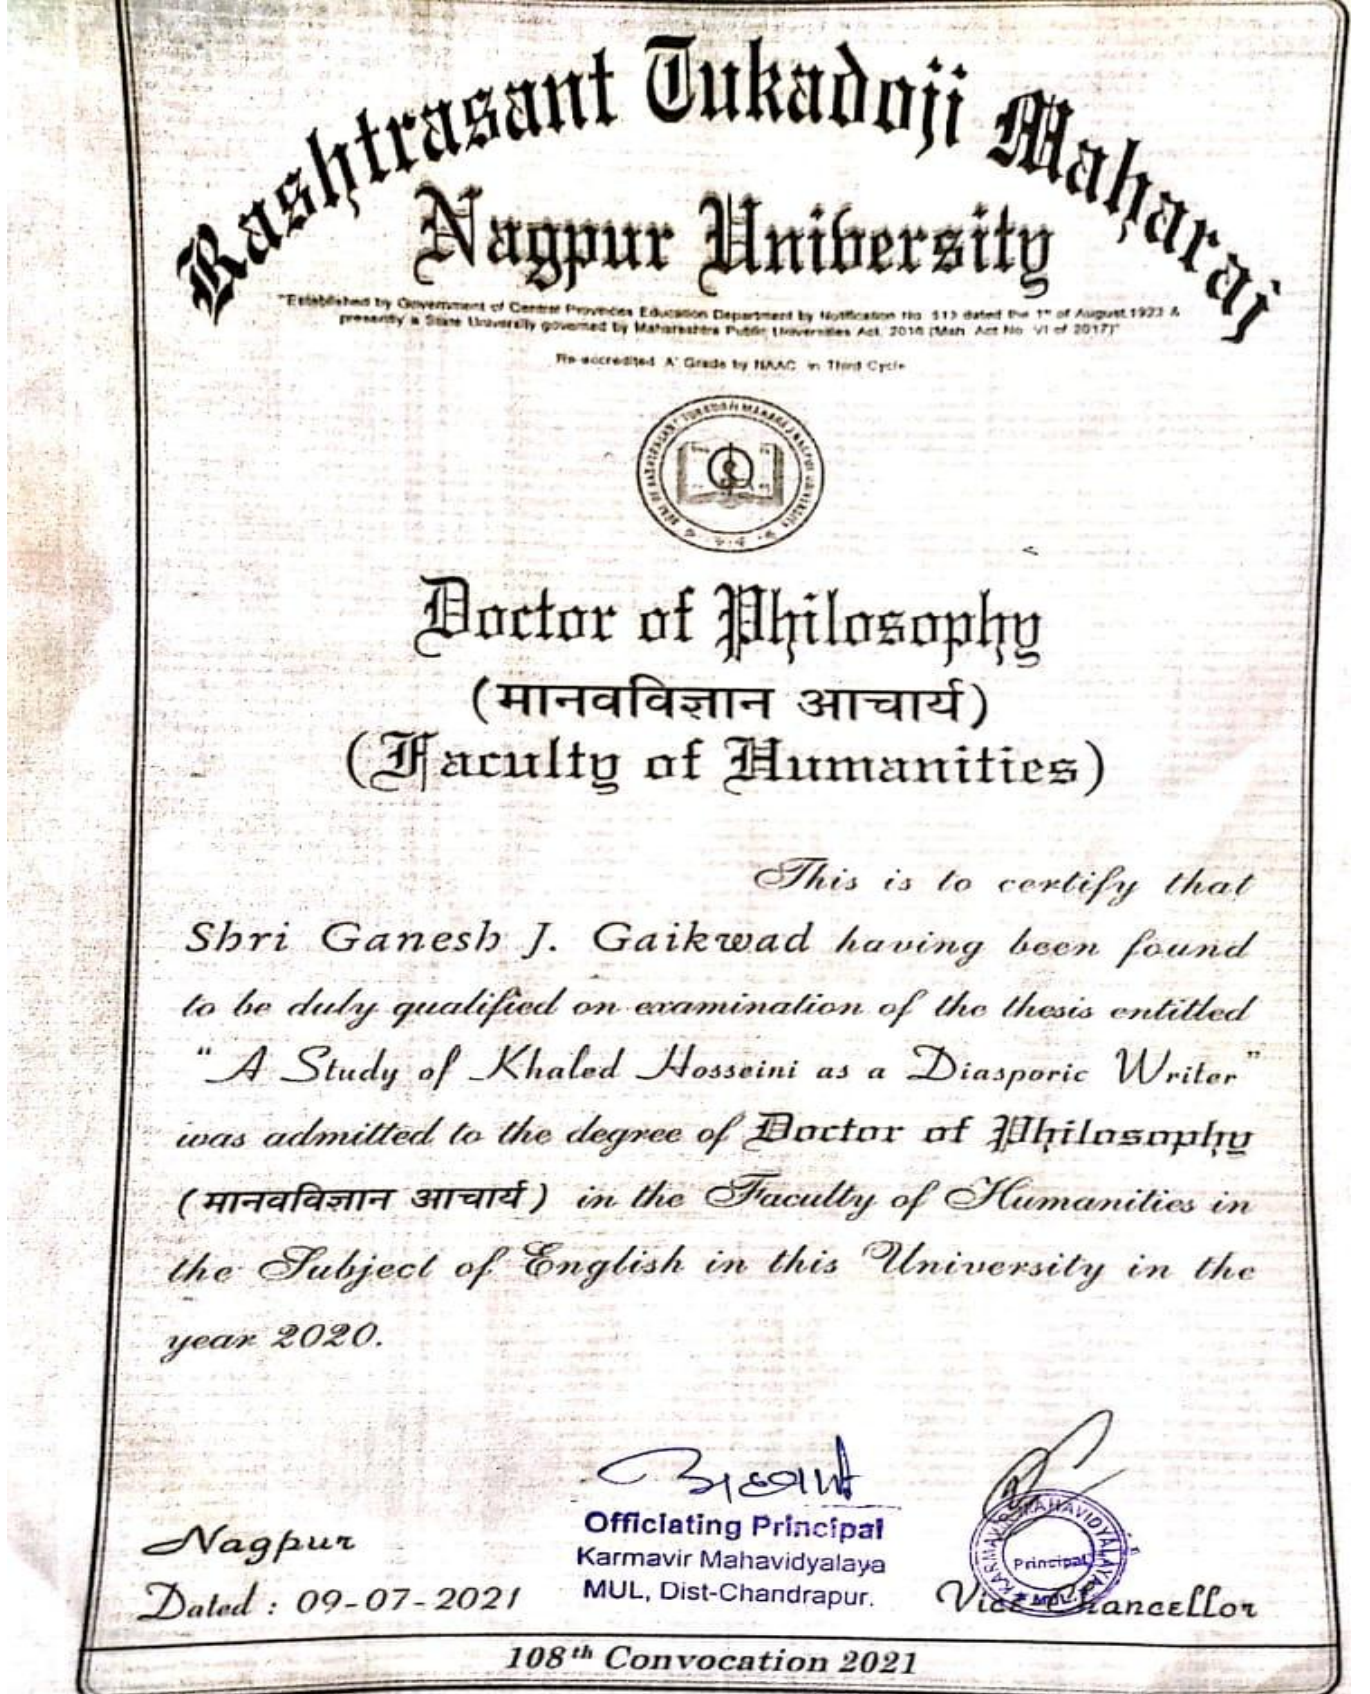 Rashtrasant Tukadoji Maharaj
Nagpur University
"Established by Government of Central Provinces Education Department by Notification No. 513 dated the 1st of August, 1923 &
presently a State University governed by Maharashtra Public Universities Act, 2016 (Mah. Act No. VI of 2017)"
Re-accredited 'A' Grade by NAAC in Third Cycle
Doctor of Philosophy
(मानवविज्ञान आचार्य)
(Faculty of Humanities)
This is to certify that
Shri Ganesh J. Gaikwad having been found
to be duly qualified on examination of the thesis entitled
"A Study of Khaled Hosseini as a Diasporic Writer"
was admitted to the degree of Doctor of Philosophy
(मानवविज्ञान आचार्य) in the Faculty of Humanities in
the Subject of English in this University in the
year 2020.
Officiating Principal
Karmavir Mahavidyalaya
MUL, Dist-Chandrapur.
KARMAVIR MAHAVIDYALAYA
Principal
MUL
Nagpur
Dated : 09-07-2021
Vice Chancellor
108th Convocation 2021